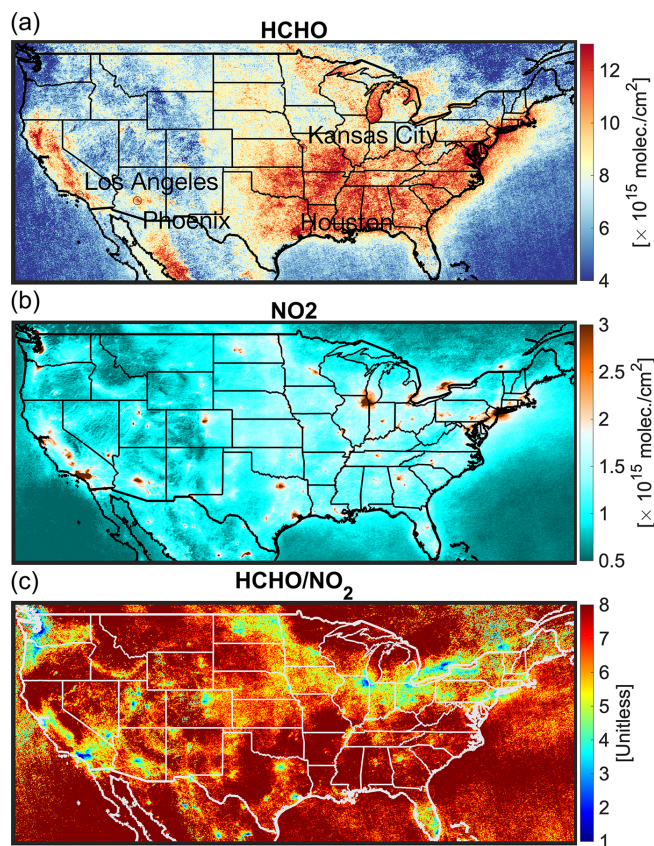 (a)
HCHO
Kansas City
Los Angeles
Phoenix
Houston
12
10
8
6
4
[× 10^15 molec./cm^2]
(b)
NO2
3
2.5
2
1.5
1
0.5
[× 10^15 molec./cm^2]
(c)
HCHO/NO_2
8
7
6
5
4
3
2
1
[Unitless]